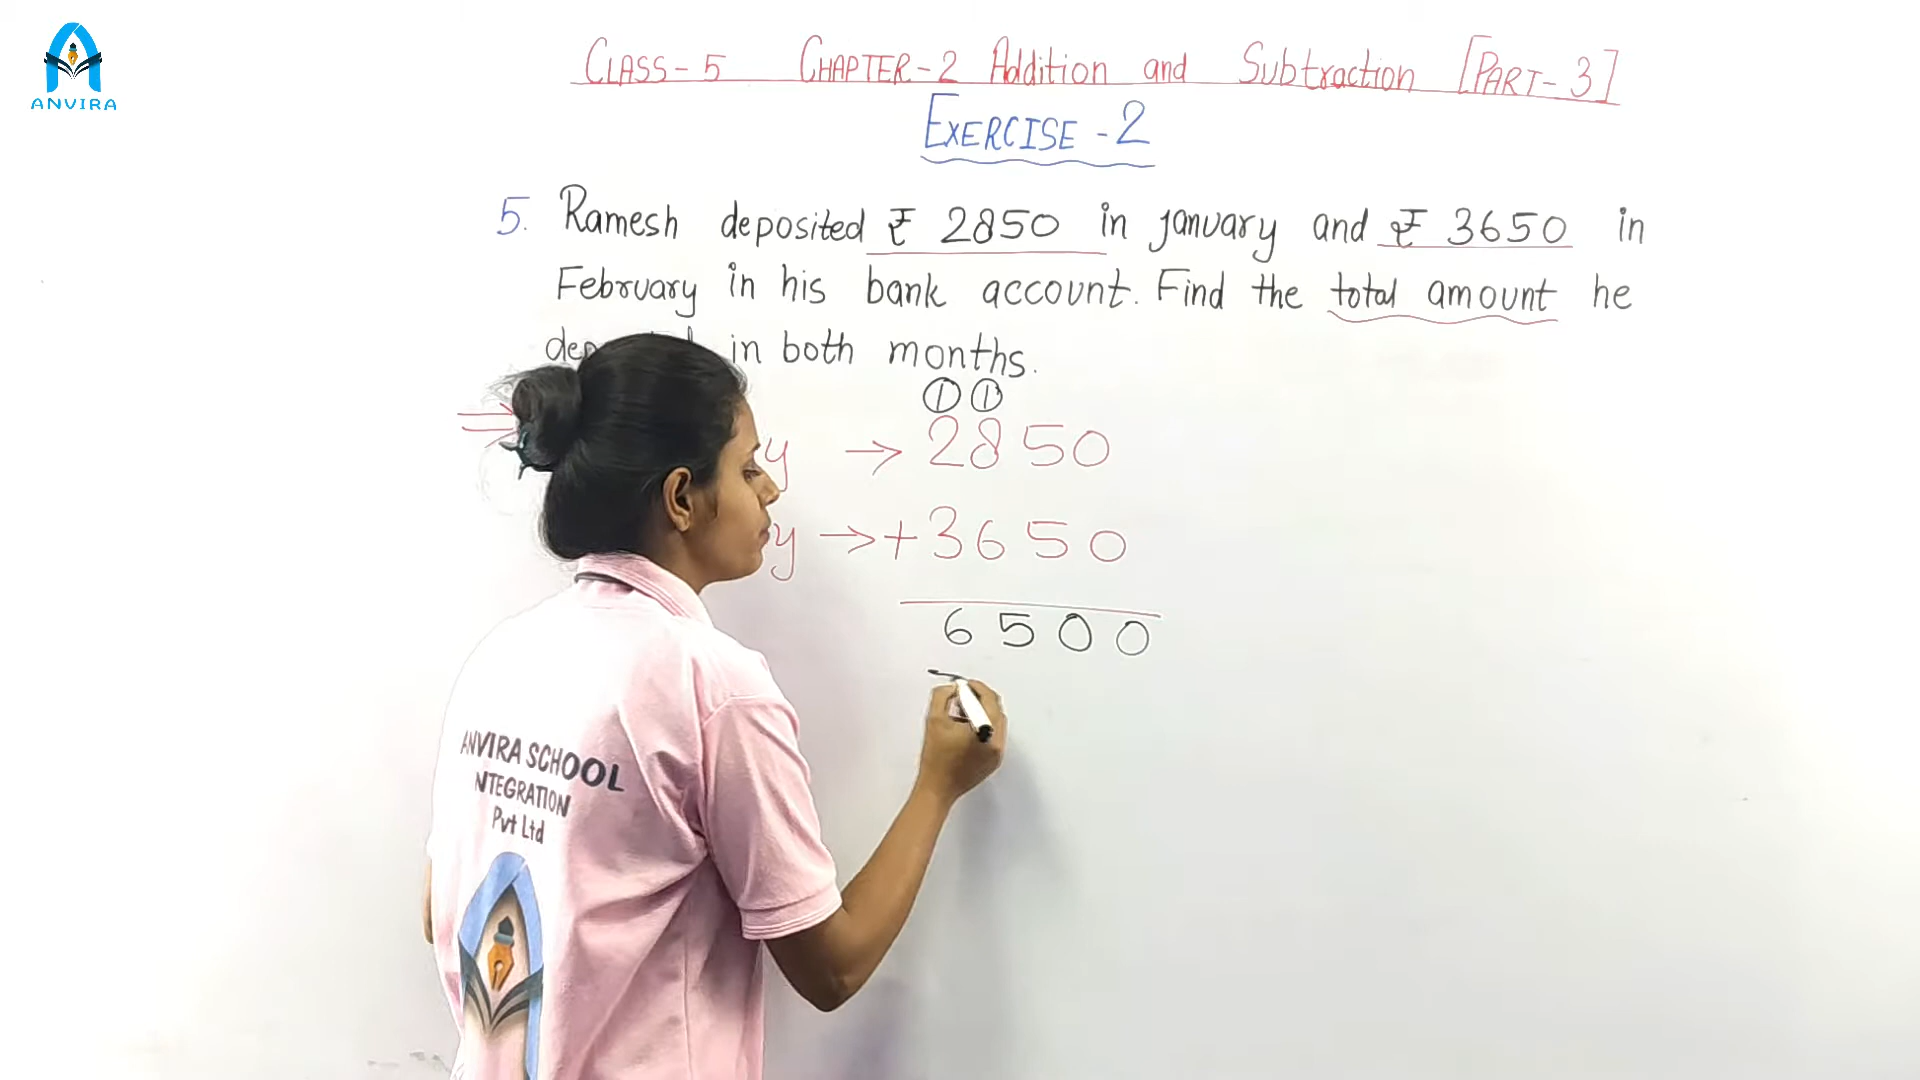 ANVIRA
CLASS-5 CHAPTER-2 Addition and Subtraction [PART-3]
EXERCISE-2
5. Ramesh deposited ₹ 2850 in january and ₹ 3650 in
February in his bank account. Find the total amount he
in both months.
① ①
→ 2850
→ +3650
6500
ANVIRA SCHOOL
NTEGRATION
Pvt Ltd